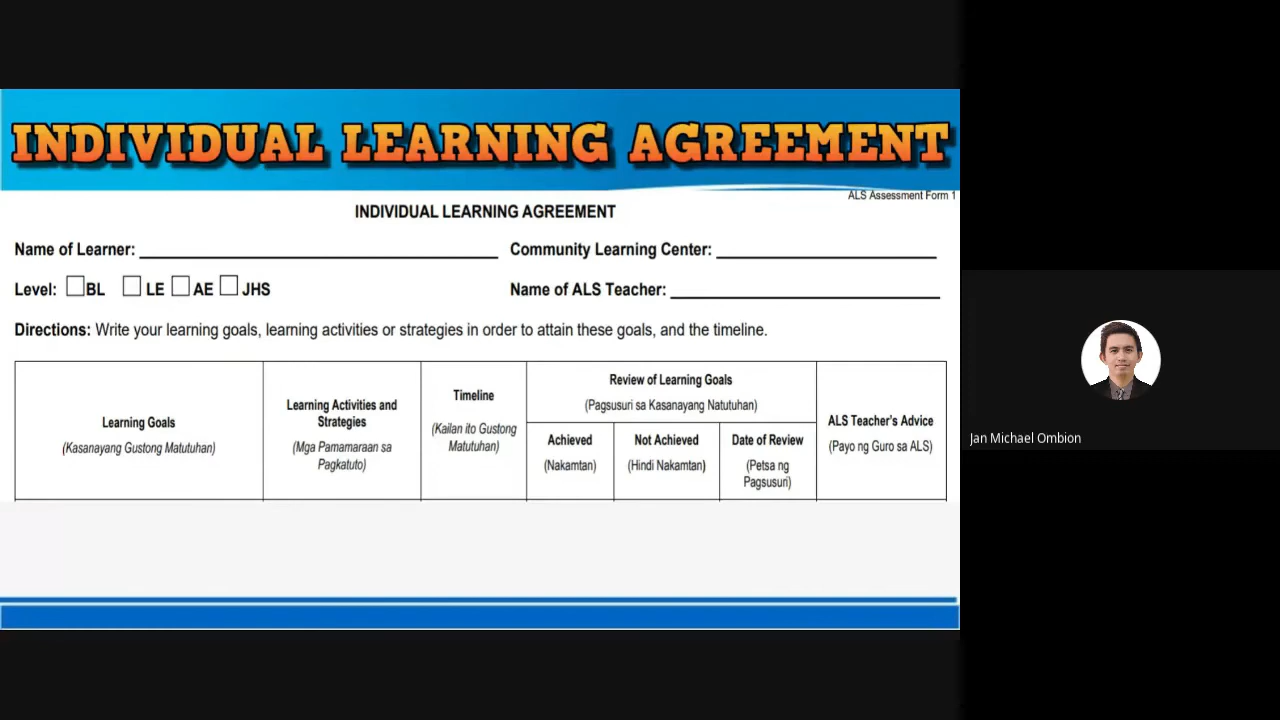 INDIVIDUAL LEARNING AGREEMENT
ALS Assessment Form 1
INDIVIDUAL LEARNING AGREEMENT
Name of Learner: Community Learning Center:
Level: BL LE AE JHS Name of ALS Teacher:
Directions: Write your learning goals, learning activities or strategies in order to attain these goals, and the timeline.
Learning Goals
(Kasanayang Gustong Matutuhan)
Learning Activities and
Strategies
(Mga Pamamaraan sa
Pagkatuto)
Timeline
(Kailan ito Gustong
Matutuhan)
Review of Learning Goals
(Pagsusuri sa Kasanayang Natutuhan)
Achieved
(Nakamtan)
Not Achieved
(Hindi Nakamtan)
Date of Review
(Petsa ng
Pagsusuri)
ALS Teacher's Advice
(Payo ng Guro sa ALS)
Jan Michael Ombion